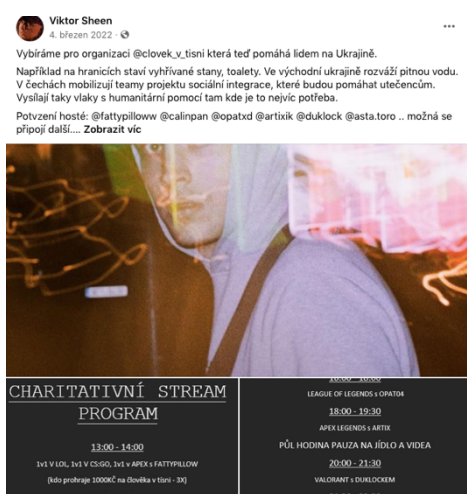 Viktor Sheen
4. březen 2022 ·
Vybíráme pro organizaci @clovek_v_tisni která teď pomáhá lidem na Ukrajině.
Například na hranicích staví vyhřívané stany, toalety. Ve východní ukrajině rozváží pitnou vodu.
V čechách mobilizují teamy projektu sociální integrace, které budou pomáhat utečencům.
Vysílají taky vlaky s humanitární pomocí tam kde je to nejvíc potřeba.
Potvzení hosté: @fattypilloww @calinpan @opatxd @artixik @duklock @asta.toro .. možná se
připojí další.... Zobrazit víc
CHARITATIVNÍ STREAM
PROGRAM
13:00 - 14:00
1v1 V LOL, 1v1 V CS:GO, 1v1 v APEX s FATTYPILLOW
(kdo prohraje 1000KČ na člověka v tísni - 3X)
LEAGUE OF LEGENDS s OPAT04
18:00 - 19:30
APEX LEGENDS s ARTIX
PŮL HODINA PAUZA NA JÍDLO A VIDEA
20:00 - 21:30
VALORANT s DUKLOCKEM